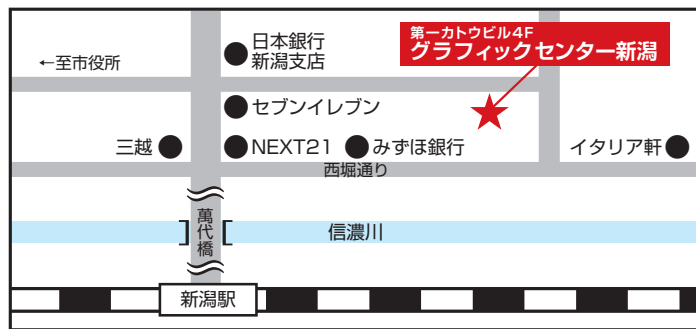 第一カトウビル4F
グラフィックセンター新潟
日本銀行
新潟支店
←至市役所
セブンイレブン
三越
NEXT21
みずほ銀行
イタリア軒
西堀通り
萬代橋
信濃川
新潟駅